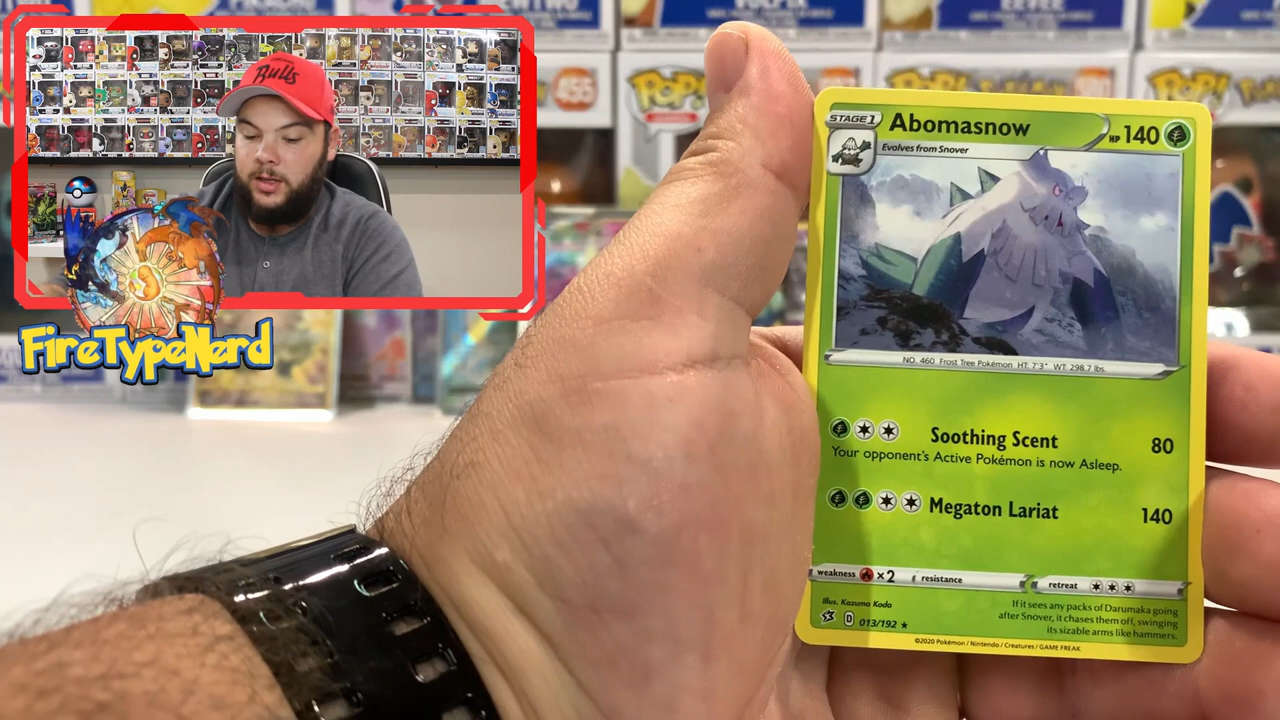 EEVEE
POP!
Bulls
FireTypeNerd
STAGE 1
Abomasnow
HP 140
Evolves from Snover
NO. 460 Frost Tree Pokémon HT: 7'3" WT: 298.7 lbs.
Soothing Scent 80
Your opponent's Active Pokémon is now Asleep.
Megaton Lariat 140
weakness ×2 resistance retreat
Illus. Kazuma Koda
D 013/192 ★
If it sees any packs of Darumaka going
after Snover, it chases them off, swinging
its sizable arms like hammers.
©2020 Pokémon / Nintendo / Creatures / GAME FREAK